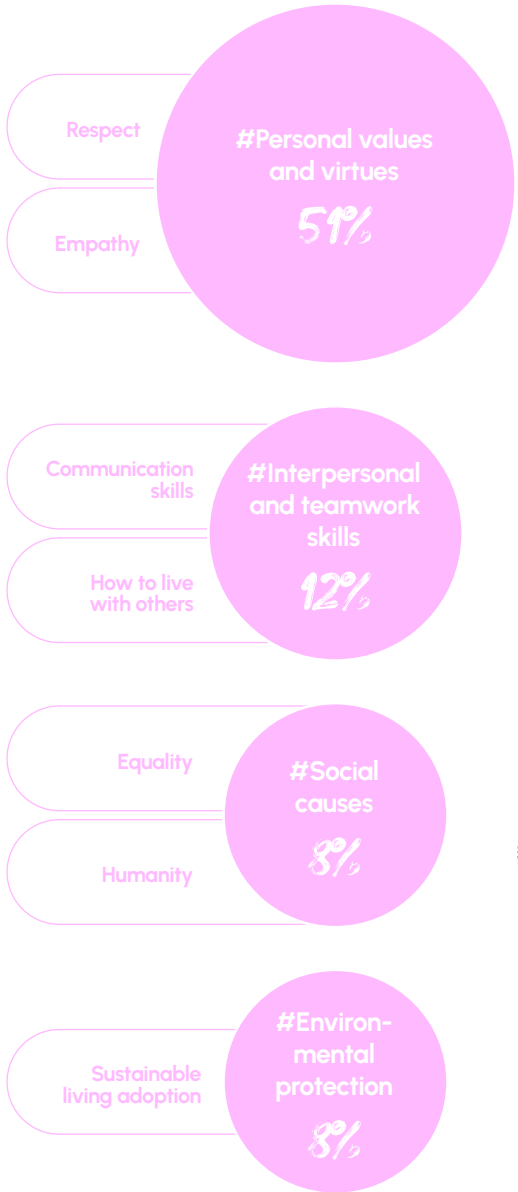 Respect
Empathy
#Personal values
and virtues
51%
Communication
skills
How to live
with others
#Interpersonal
and teamwork
skills
12%
Equality
Humanity
#Social
causes
8%
Sustainable
living adoption
#Environ-
mental
protection
8%